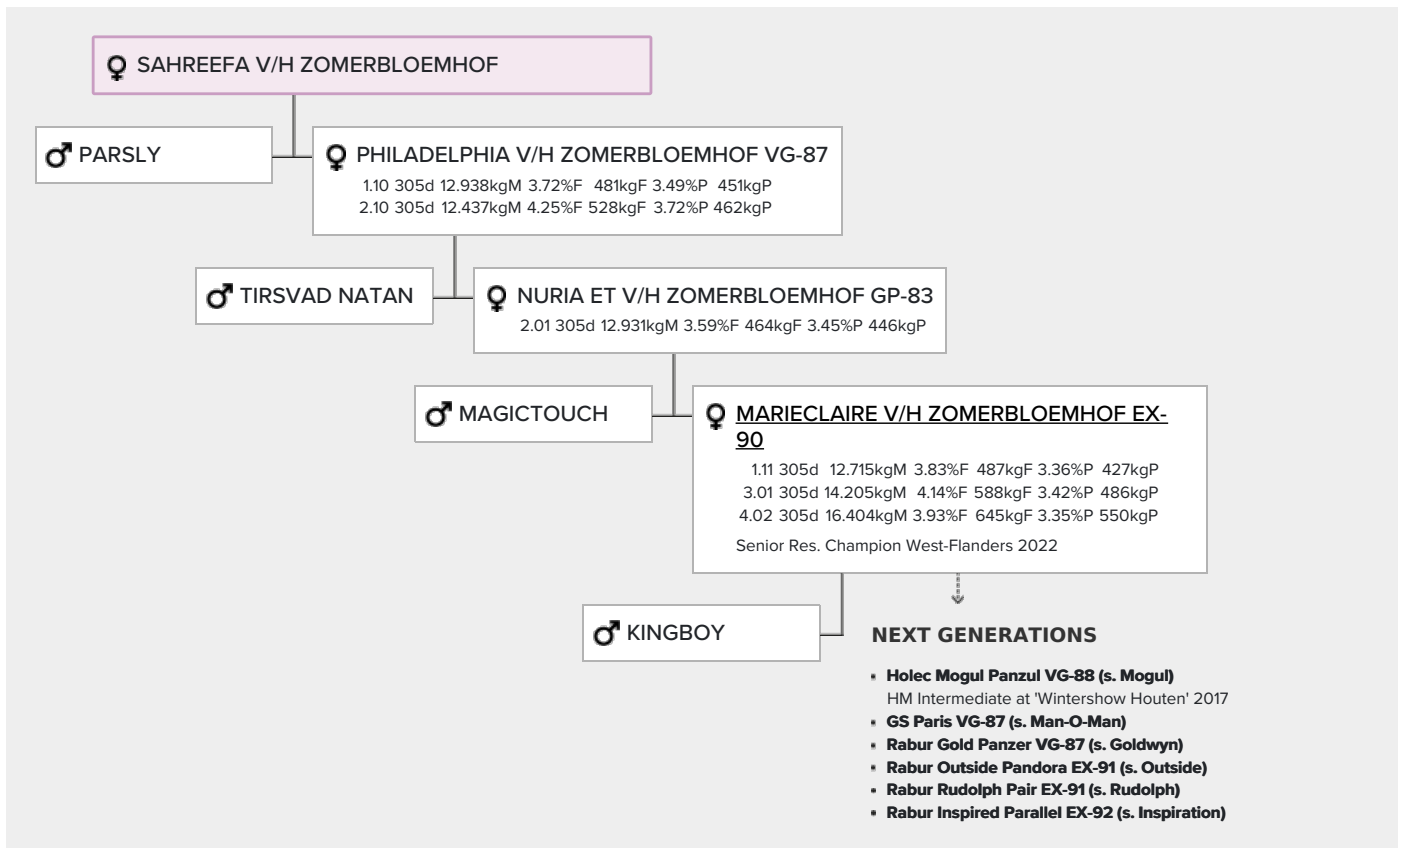 SAHREEFA V/H ZOMERBLOEMHOF
PARSLY
PHILADELPHIA V/H ZOMERBLOEMHOF VG-87
1.10 305d 12.938kgM 3.72%F 481kgF 3.49%P 451kgP
2.10 305d 12.437kgM 4.25%F 528kgF 3.72%P 462kgP
TIRSVAD NATAN
NURIA ET V/H ZOMERBLOEMHOF GP-83
2.01 305d 12.931kgM 3.59%F 464kgF 3.45%P 446kgP
MAGICTOUCH
MARIECLAIRE V/H ZOMERBLOEMHOF EX-
90
1.11 305d 12.715kgM 3.83%F 487kgF 3.36%P 427kgP
3.01 305d 14.205kgM 4.14%F 588kgF 3.42%P 486kgP
4.02 305d 16.404kgM 3.93%F 645kgF 3.35%P 550kgP
Senior Res. Champion West-Flanders 2022
KINGBOY
NEXT GENERATIONS
Holec Mogul Panzul VG-88 (s. Mogul)
HM Intermediate at 'Wintershow Houten' 2017
GS Paris VG-87 (s. Man-O-Man)
Rabur Gold Panzer VG-87 (s. Goldwyn)
Rabur Outside Pandora EX-91 (s. Outside)
Rabur Rudolph Pair EX-91 (s. Rudolph)
Rabur Inspired Parallel EX-92 (s. Inspiration)